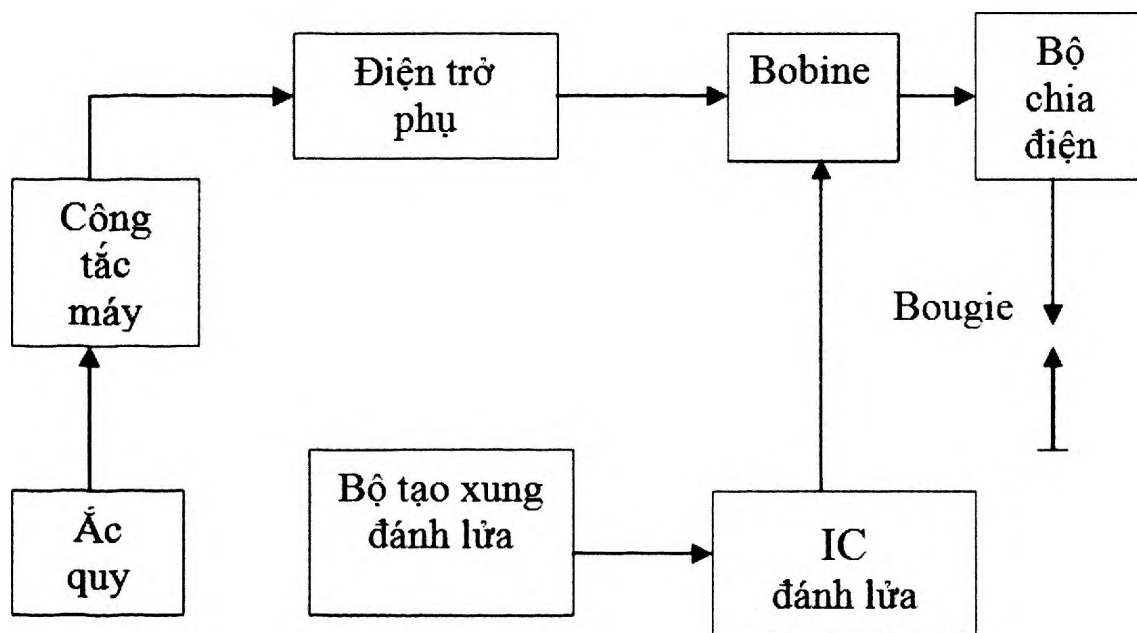 Điện trở
phụ
Bobine
Bộ
chia
điện
Công
tắc
máy
Bougie
Ắc
quy
Bộ tạo xung
đánh lửa
IC
đánh lửa